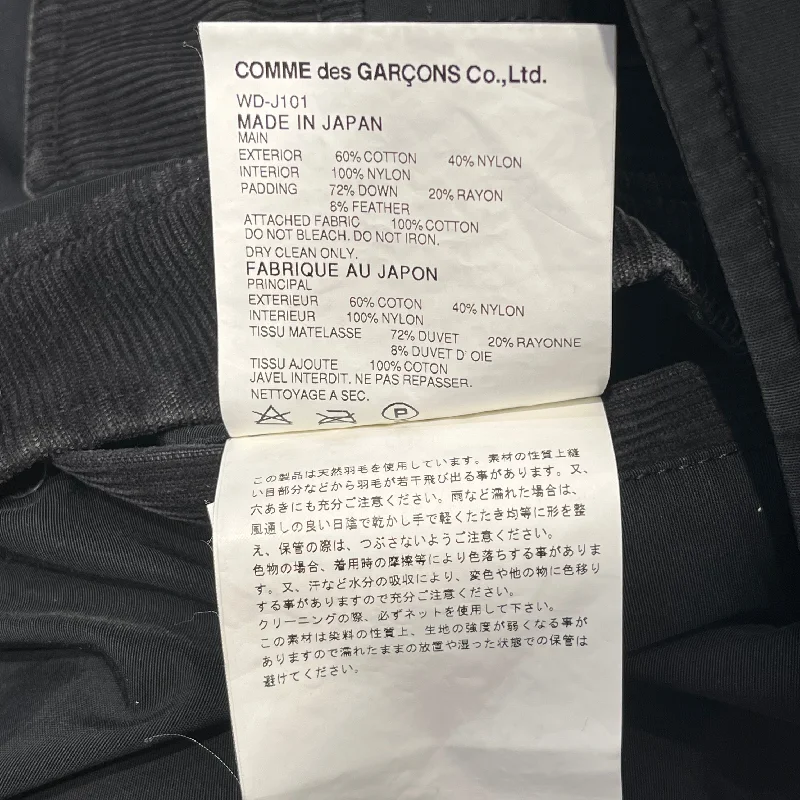 COMME des GARÇONS Co.,Ltd.
WD-J101
MADE IN JAPAN
MAIN
EXTERIOR 60% COTTON 40% NYLON
INTERIOR 100% NYLON
PADDING 72% DOWN 20% RAYON
8% FEATHER
ATTACHED FABRIC 100% COTTON
DO NOT BLEACH. DO NOT IRON.
DRY CLEAN ONLY.
FABRIQUE AU JAPON
PRINCIPAL
EXTERIEUR 60% COTON 40% NYLON
INTERIEUR 100% NYLON
TISSU MATELASSE 72% DUVET 20% RAYONNE
8% DUVET D' OIE
TISSU AJOUTE 100% COTON
JAVEL INTERDIT. NE PAS REPASSER.
NETTOYAGE A SEC.
P
この製品は天然羽毛を使用しています。素材の性質上縫
い目部分などから羽毛が若干飛び出る事があります。又、
穴あきにも充分ご注意ください。雨など濡れた場合は、
風通しの良い日陰で乾かし手で軽くたたき均等に形を整
え、保管の際は、つぶさないようご注意ください。
色物の場合、着用時の摩擦等により色落ちする事がありま
す。又、汗など水分の吸収により、変色や他の物に色移り
する事がありますので充分ご注意ください。
クリーニングの際、必ずネットを使用して下さい。
この素材は染料の性質上、生地の強度が弱くなる事が
ありますので濡れたままの放置や湿った状態での保管は
避けてください。